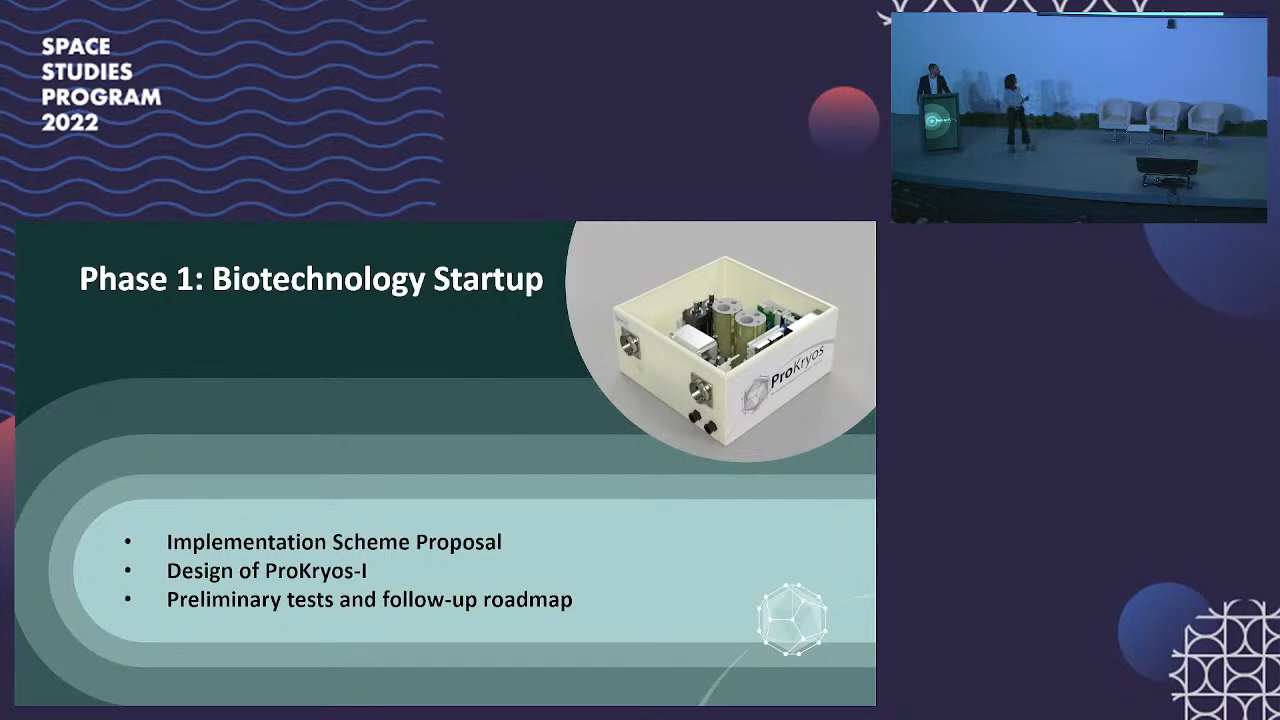 SPACE
STUDIES
PROGRAM
2022
Phase 1: Biotechnology Startup
ProKryos
• Implementation Scheme Proposal
• Design of ProKryos-I
• Preliminary tests and follow-up roadmap